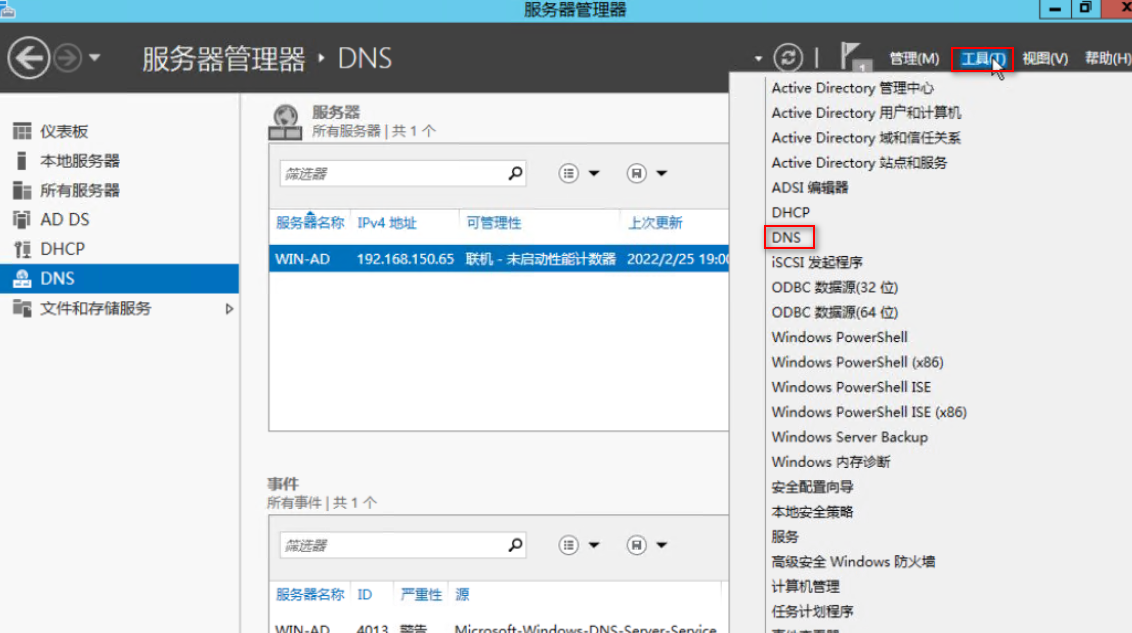 服务器管理器
服务器管理器 ‣ DNS
管理(M) 工具(T) 视图(V) 帮助(H)
仪表板
本地服务器
所有服务器
AD DS
DHCP
DNS
文件和存储服务
服务器
所有服务器 | 共 1 个
筛选器
服务器名称 IPv4 地址 可管理性 上次更新
WIN-AD 192.168.150.65 联机 - 未启动性能计数器 2022/2/25 19:00
事件
所有事件 | 共 1 个
筛选器
服务器名称 ID 严重性 源
WIN-AD 4013 警告 Microsoft-Windows-DNS-Server-Service
1
Active Directory 管理中心
Active Directory 用户和计算机
Active Directory 域和信任关系
Active Directory 站点和服务
ADSI 编辑器
DHCP
DNS
iSCSI 发起程序
ODBC 数据源(32 位)
ODBC 数据源(64 位)
Windows PowerShell
Windows PowerShell (x86)
Windows PowerShell ISE
Windows PowerShell ISE (x86)
Windows Server Backup
Windows 内存诊断
安全配置向导
本地安全策略
服务
高级安全 Windows 防火墙
计算机管理
任务计划程序